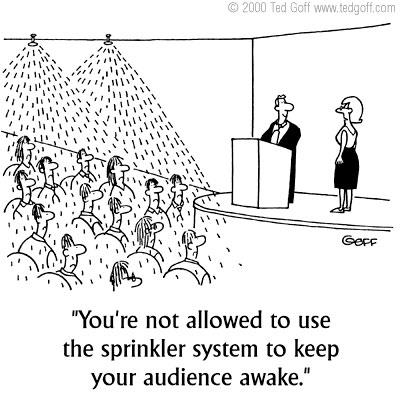 © 2000 Ted Goff www.tedgoff.com
GOFF
"You're not allowed to use
the sprinkler system to keep
your audience awake."